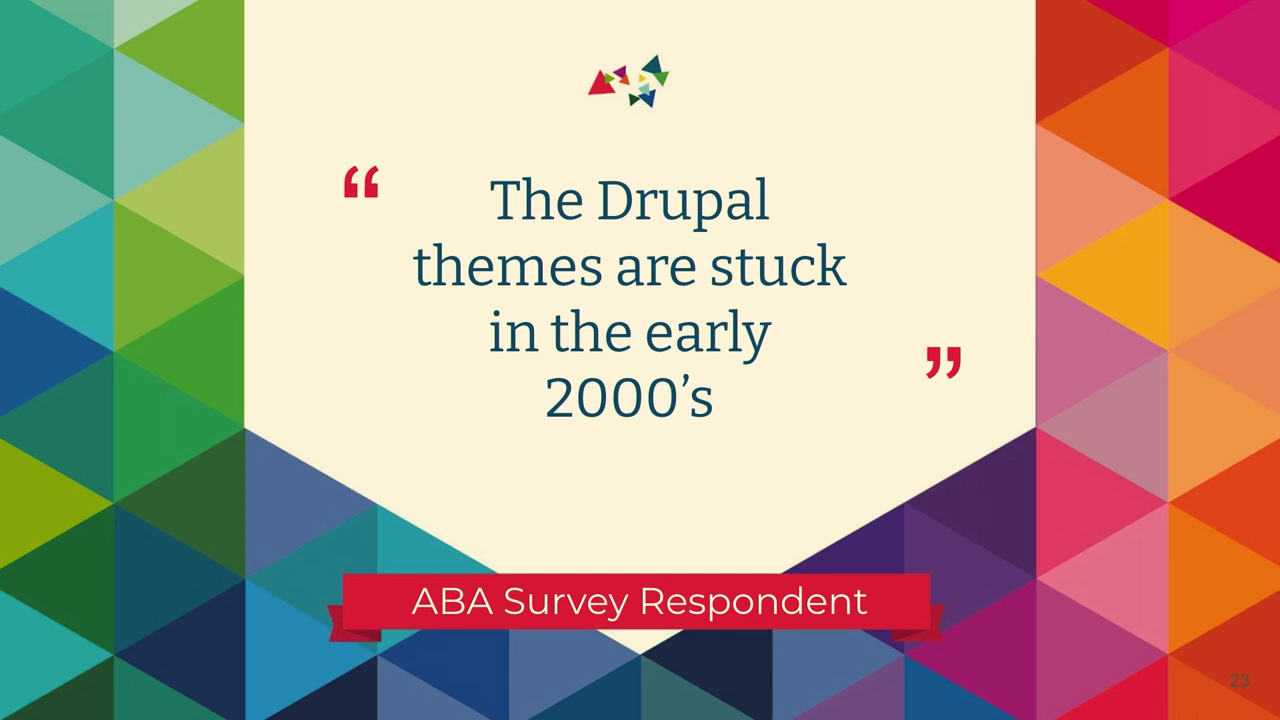 “
The Drupal
themes are stuck
in the early
2000’s
”
ABA Survey Respondent
23